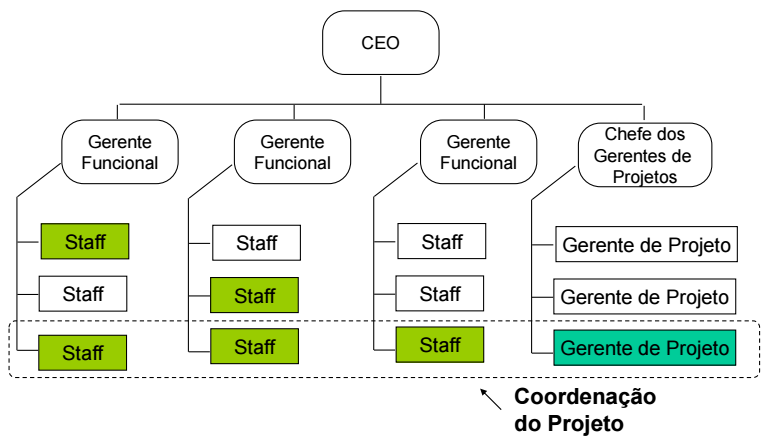 CEO
Gerente
Funcional
Gerente
Funcional
Gerente
Funcional
Chefe dos
Gerentes de
Projetos
Staff
Staff
Staff
Gerente de Projeto
Staff
Staff
Staff
Gerente de Projeto
Staff
Staff
Staff
Gerente de Projeto
Coordenação
do Projeto